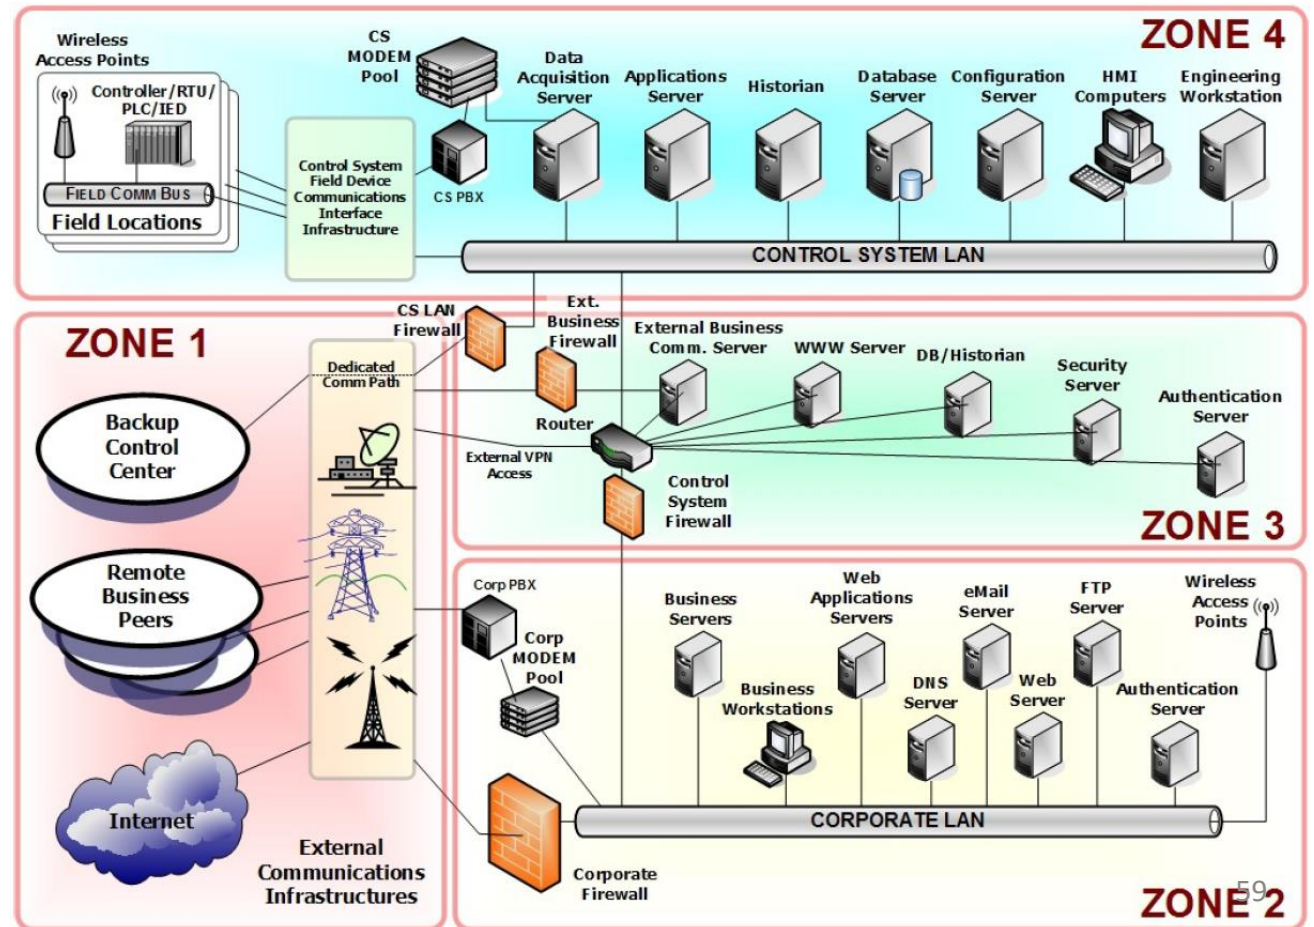 ZONE 4
Wireless
Access Points
Controller/RTU/
PLC/IED
FIELD COMM BUS
Field Locations
Control System
Field Device
Communications
Interface
Infrastructure
CS
MODEM
Pool
CS PBX
Data
Acquisition
Server
Applications
Server
Historian
Database
Server
Configuration
Server
HMI
Computers
Engineering
Workstation
CONTROL SYSTEM LAN
ZONE 1
Backup
Control
Center
Remote
Business
Peers
Internet
External
Communications
Infrastructures
Dedicated
Comm Path
CS LAN
Firewall
Ext.
Business
Firewall
Router
External VPN
Access
External Business
Comm. Server
WWW Server
DB/Historian
Security
Server
Authentication
Server
Control
System
Firewall
ZONE 3
Corp PBX
Corp
MODEM
Pool
Corporate
Firewall
Business
Servers
Business
Workstations
Web
Applications
Servers
DNS
Server
eMail
Server
Web
Server
FTP
Server
Authentication
Server
Wireless
Access
Points
CORPORATE LAN
59
ZONE 2